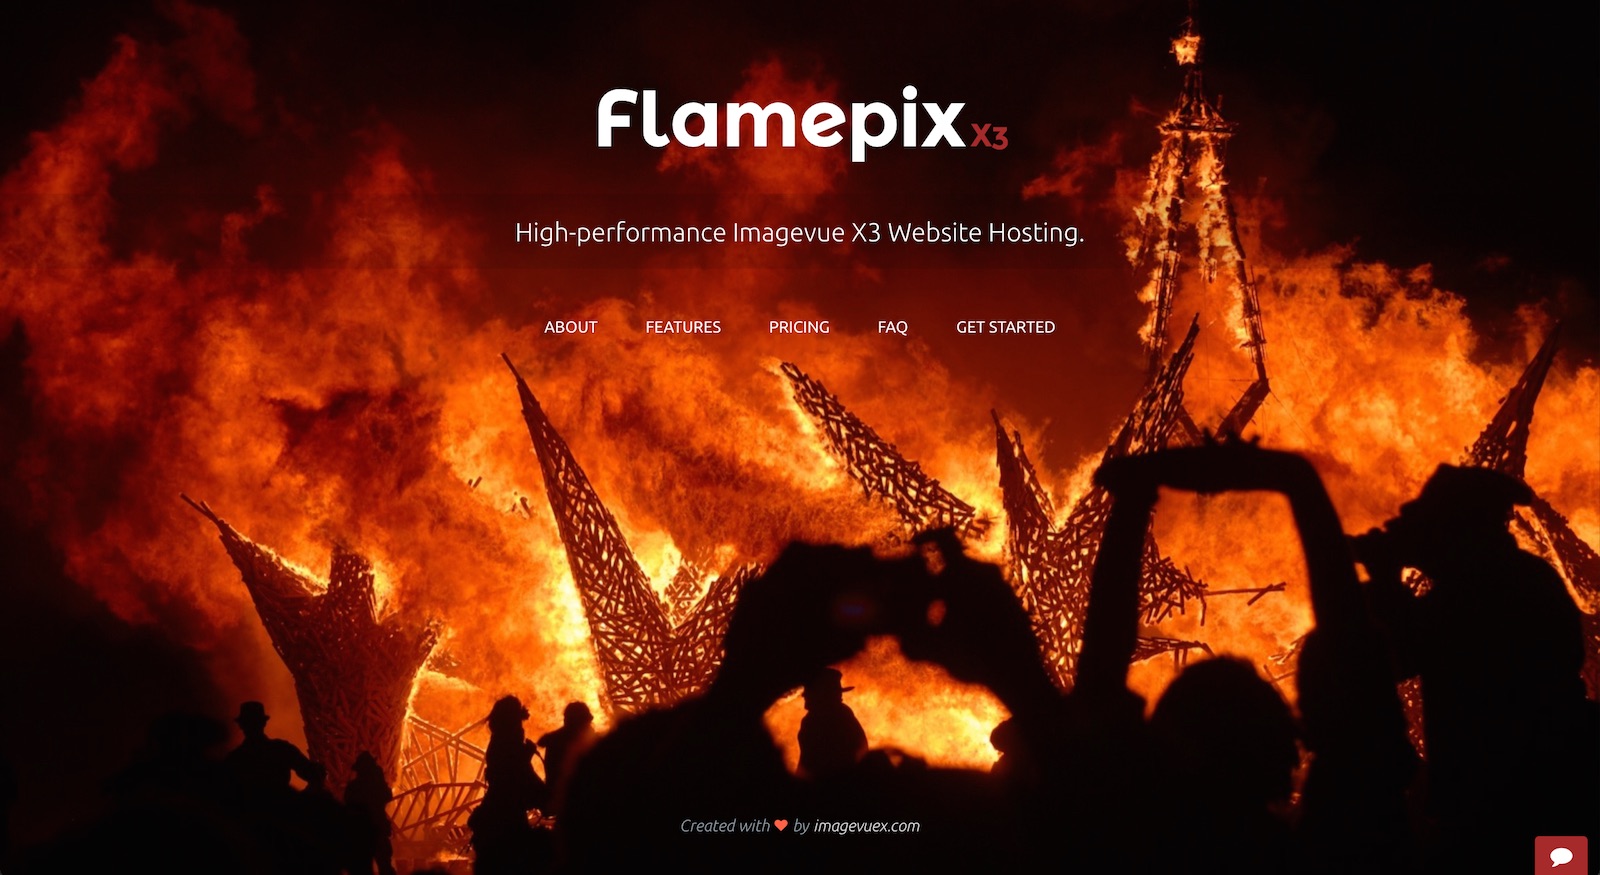 Flamepix X3
High-performance Imagevue X3 Website Hosting.
ABOUT FEATURES PRICING FAQ GET STARTED
Created with ❤ by imagevuex.com